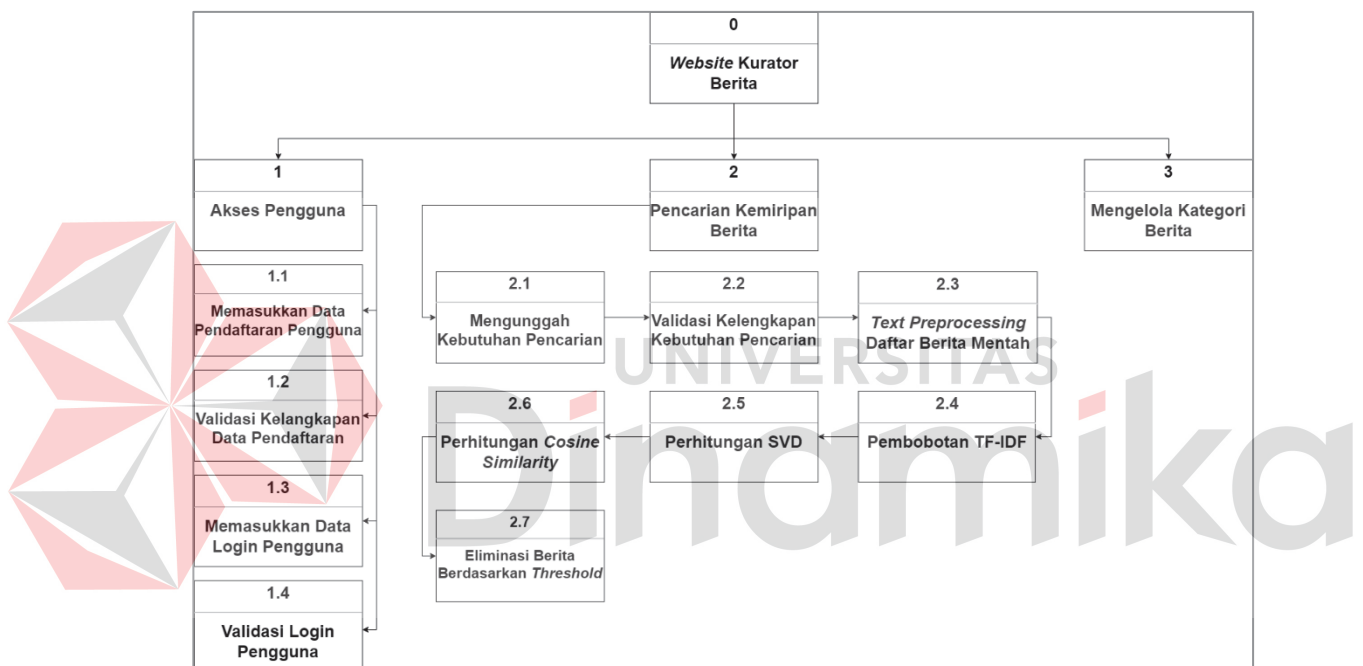 0
Website Kurator
Berita
1
Akses Pengguna
2
Pencarian Kemiripan
Berita
3
Mengelola Kategori
Berita
1.1
Memasukkan Data
Pendaftaran Pengguna
2.1
Mengunggah
Kebutuhan Pencarian
2.2
Validasi Kelengkapan
Kebutuhan Pencarian
2.3
Text Preprocessing
Daftar Berita Mentah
UNIVERSITAS
Dinamika
1.2
Validasi Kelangkapan
Data Pendaftaran
2.6
Perhitungan Cosine
Similarity
2.5
Perhitungan SVD
2.4
Pembobotan TF-IDF
1.3
Memasukkan Data
Login Pengguna
2.7
Eliminasi Berita
Berdasarkan Threshold
1.4
Validasi Login
Pengguna